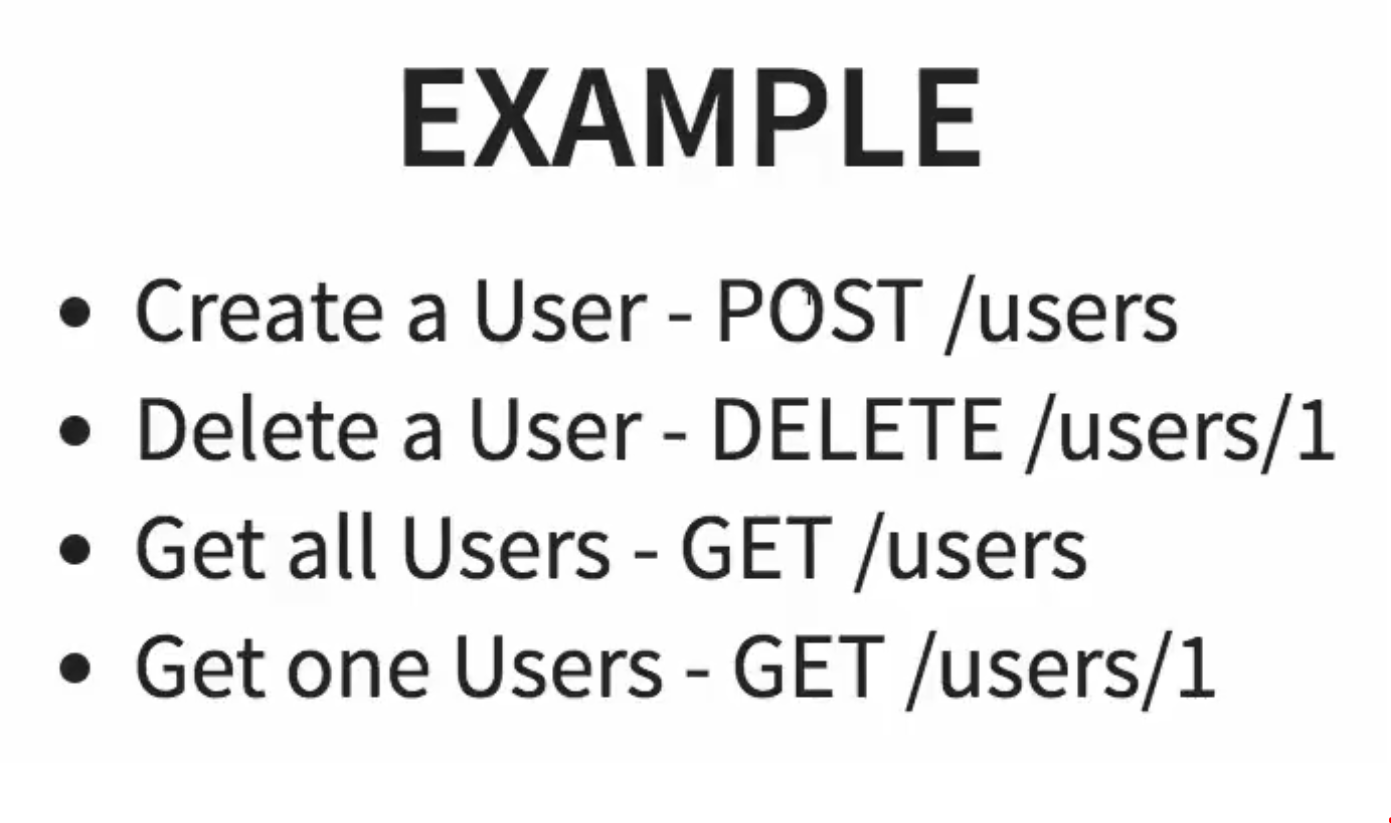 EXAMPLE
• Create a User - POST /users
• Delete a User - DELETE /users/1
• Get all Users - GET /users
• Get one Users - GET /users/1